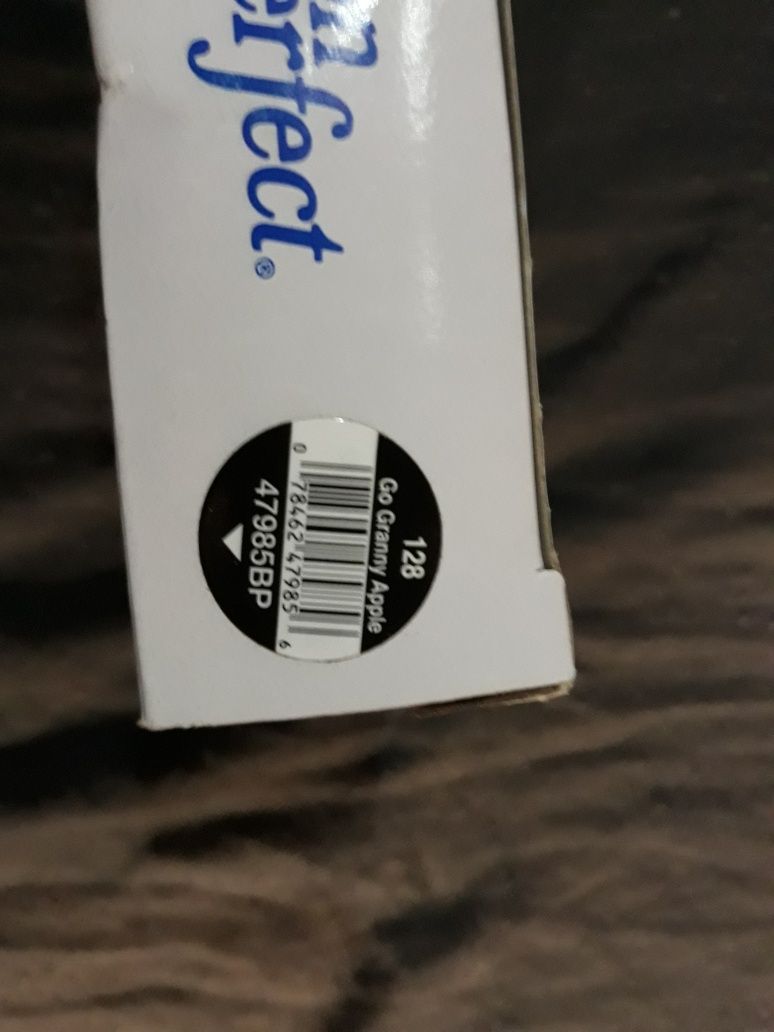 erfect®
128
Go Granny Apple
0 78462 47985 6
47985BP